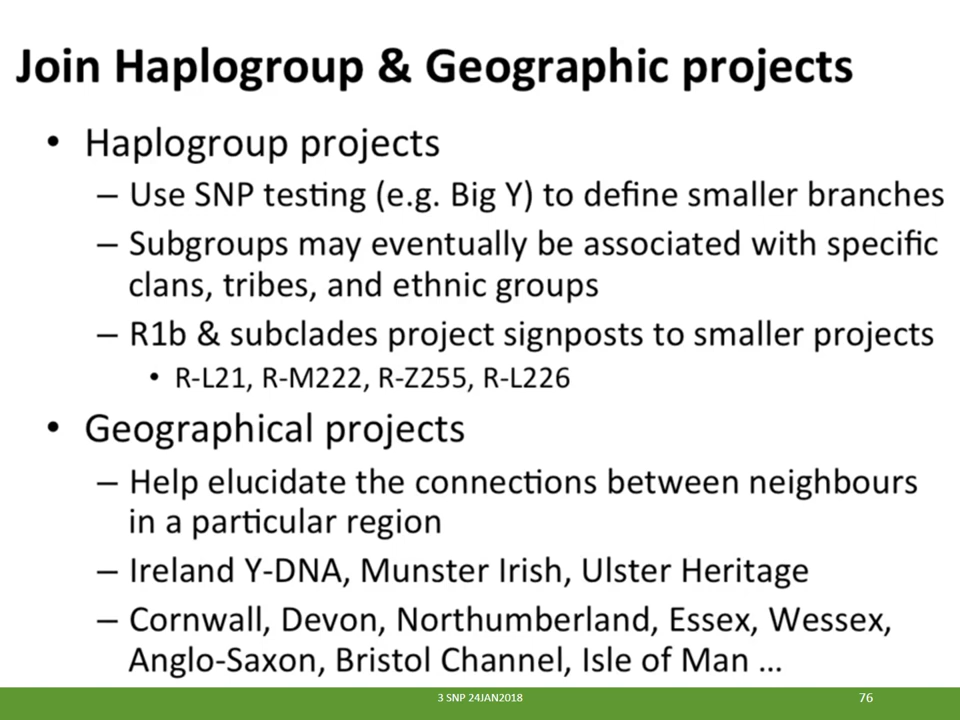 Join Haplogroup & Geographic projects
• Haplogroup projects
– Use SNP testing (e.g. Big Y) to define smaller branches
– Subgroups may eventually be associated with specific
clans, tribes, and ethnic groups
– R1b & subclades project signposts to smaller projects
• R-L21, R-M222, R-Z255, R-L226
• Geographical projects
– Help elucidate the connections between neighbours
in a particular region
– Ireland Y-DNA, Munster Irish, Ulster Heritage
– Cornwall, Devon, Northumberland, Essex, Wessex,
Anglo-Saxon, Bristol Channel, Isle of Man ...
3 SNP 24JAN2018
76